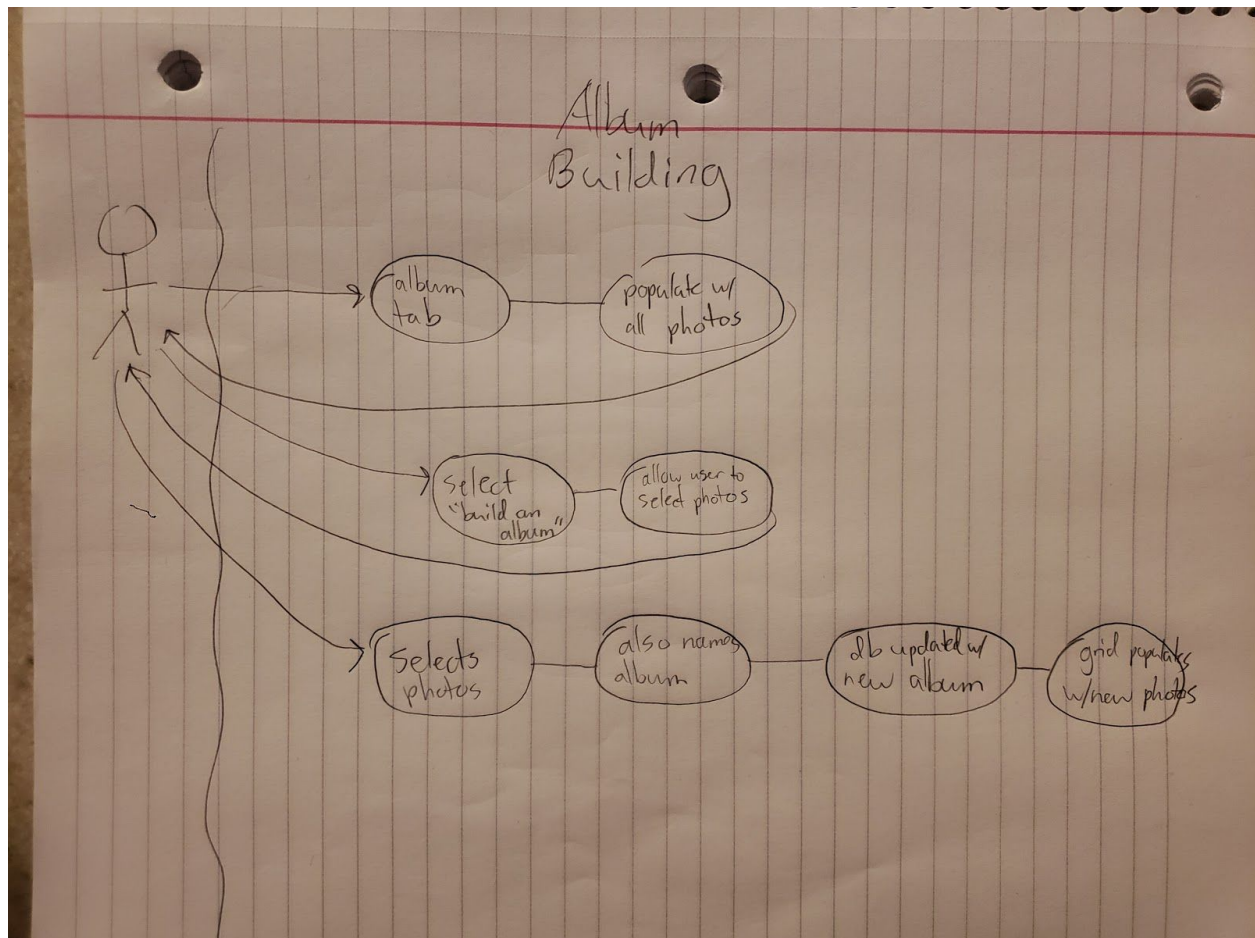 Album
Building
album
tab
populate w/
all photos
select
"build an
album"
allow user to
select photos
selects
photos
also names
album
db updated w/
new album
grid populates
w/new photos